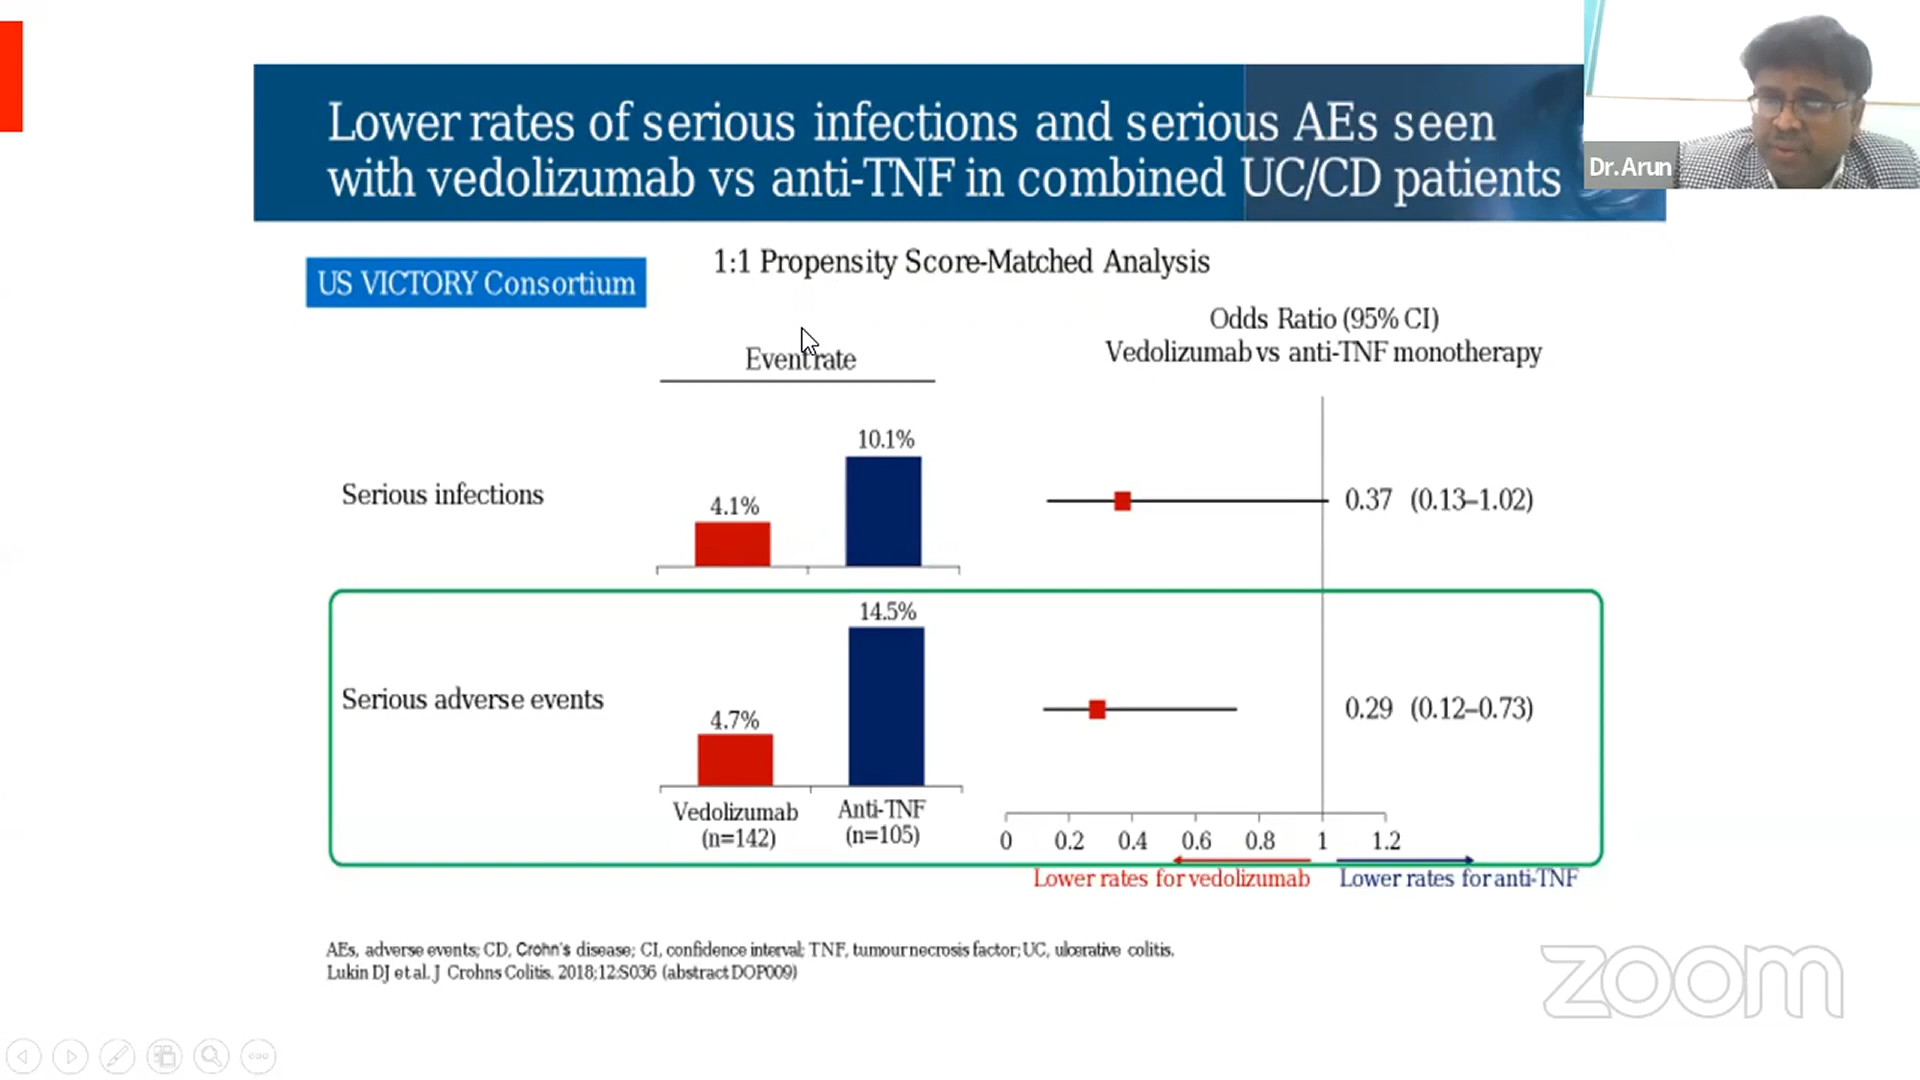 Lower rates of serious infections and serious AEs seen
with vedolizumab vs anti-TNF in combined UC/CD patients
Dr.Arun
US VICTORY Consortium
1:1 Propensity Score-Matched Analysis
Event rate
Odds Ratio (95% CI)
Vedolizumab vs anti-TNF monotherapy
Serious infections
4.1%
10.1%
0.37 (0.13–1.02)
Serious adverse events
4.7%
14.5%
0.29 (0.12–0.73)
Vedolizumab
(n=142)
Anti-TNF
(n=105)
0 0.2 0.4 0.6 0.8 1 1.2
Lower rates for vedolizumab
Lower rates for anti-TNF
AEs, adverse events; CD, Crohn's disease; CI, confidence interval; TNF, tumour necrosis factor; UC, ulcerative colitis.
Lukin DJ et al. J Crohns Colitis. 2018;12:S036 (abstract DOP009)
zoom